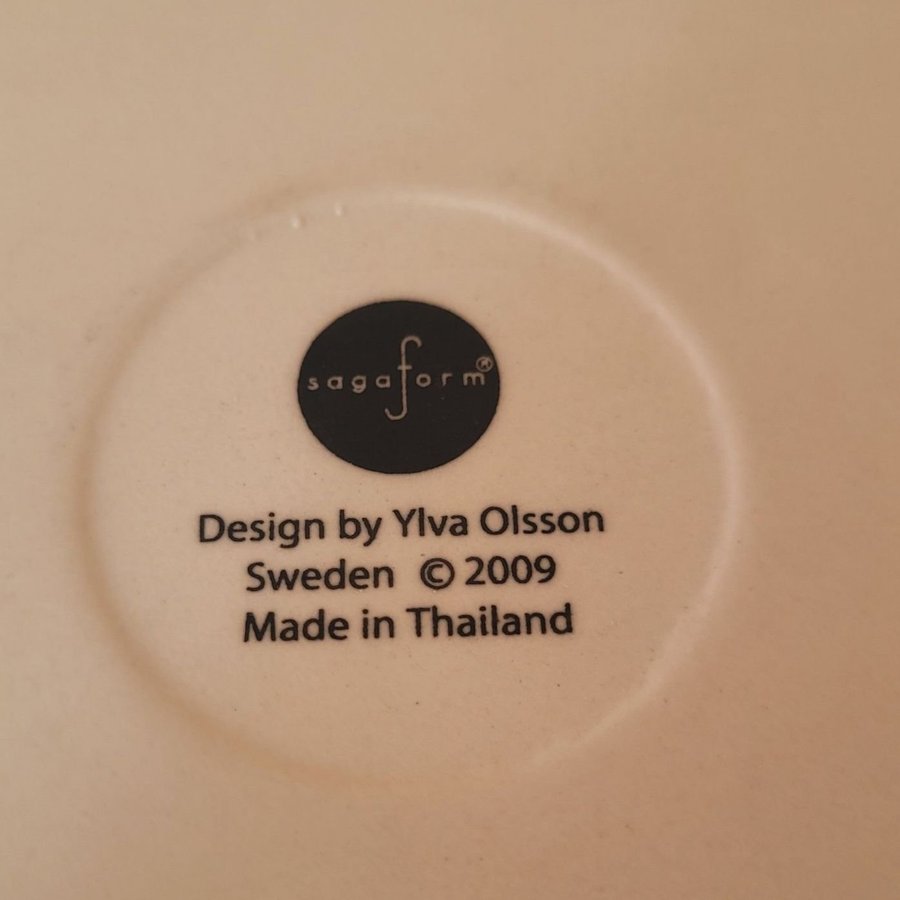 sagaform®
Design by Ylva Olsson
Sweden © 2009
Made in Thailand